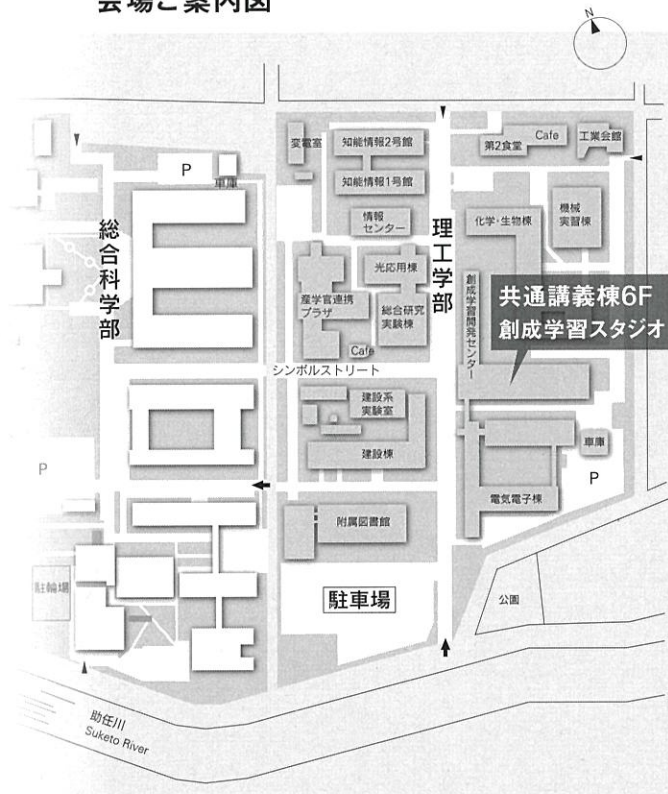 会場ご案内図
N
P
車庫
総合科学部
変電室
知能情報2号館
知能情報1号館
情報
センター
光応用棟
産学官連携
プラザ
総合研究
実験棟
Cafe
シンボルストリート
理工学部
第2食堂
Cafe
工業会館
化学・生物棟
機械
実習棟
創成学習開発センター
共通講義棟6F
創成学習スタジオ
建設系
実験室
建設棟
車庫
P
電気電子棟
附属図書館
P
駐輪場
駐車場
公園
助任川
Suketo River